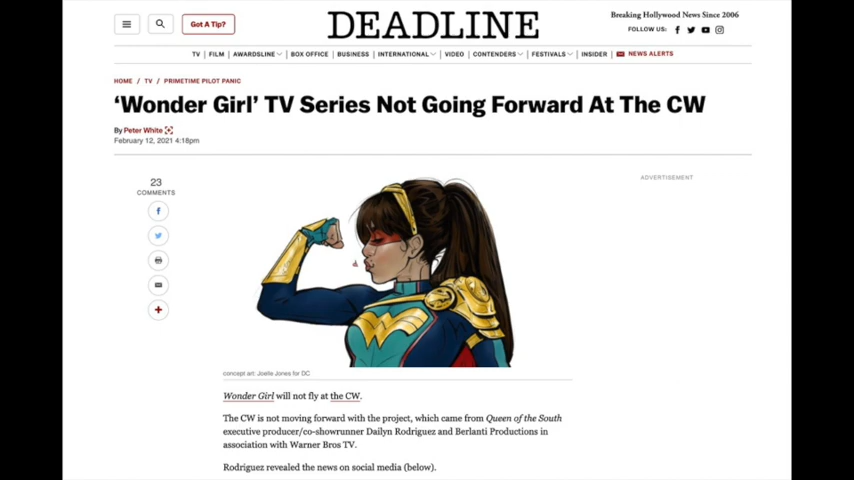 Got A Tip?
DEADLINE
Breaking Hollywood News Since 2006
FOLLOW US:
TV | FILM | AWARDSLINE | BOX OFFICE | BUSINESS | INTERNATIONAL | VIDEO | CONTENDERS | FESTIVALS | INSIDER NEWS ALERTS
HOME / TV / PRIMETIME PILOT PANIC
‘Wonder Girl’ TV Series Not Going Forward At The CW
By Peter White
February 12, 2021 4:18pm
23
COMMENTS
ADVERTISEMENT
concept art: Joelle Jones for DC
Wonder Girl will not fly at the CW.
The CW is not moving forward with the project, which came from Queen of the South
executive producer/co-showrunner Dailyn Rodriguez and Berlanti Productions in
association with Warner Bros TV.
Rodriguez revealed the news on social media (below).